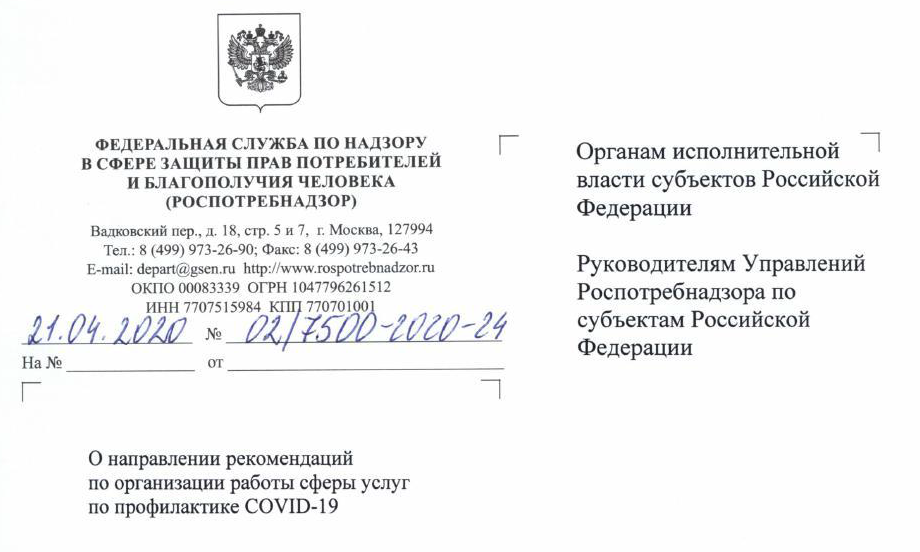 ФЕДЕРАЛЬНАЯ СЛУЖБА ПО НАДЗОРУ
В СФЕРЕ ЗАЩИТЫ ПРАВ ПОТРЕБИТЕЛЕЙ
И БЛАГОПОЛУЧИЯ ЧЕЛОВЕКА
(РОСПОТРЕБНАДЗОР)
Вадковский пер., д. 18, стр. 5 и 7, г. Москва, 127994
Тел.: 8 (499) 973-26-90; Факс: 8 (499) 973-26-43
E-mail: depart@gsen.ru http://www.rospotrebnadzor.ru
ОКПО 00083339 ОГРН 1047796261512
ИНН 7707515984 КПП 770701001
21.04.2020 № 02/7500-2020-24
На № от
Органам исполнительной
власти субъектов Российской
Федерации
Руководителям Управлений
Роспотребнадзора по
субъектам Российской
Федерации
О направлении рекомендаций
по организации работы сферы услуг
по профилактике COVID-19